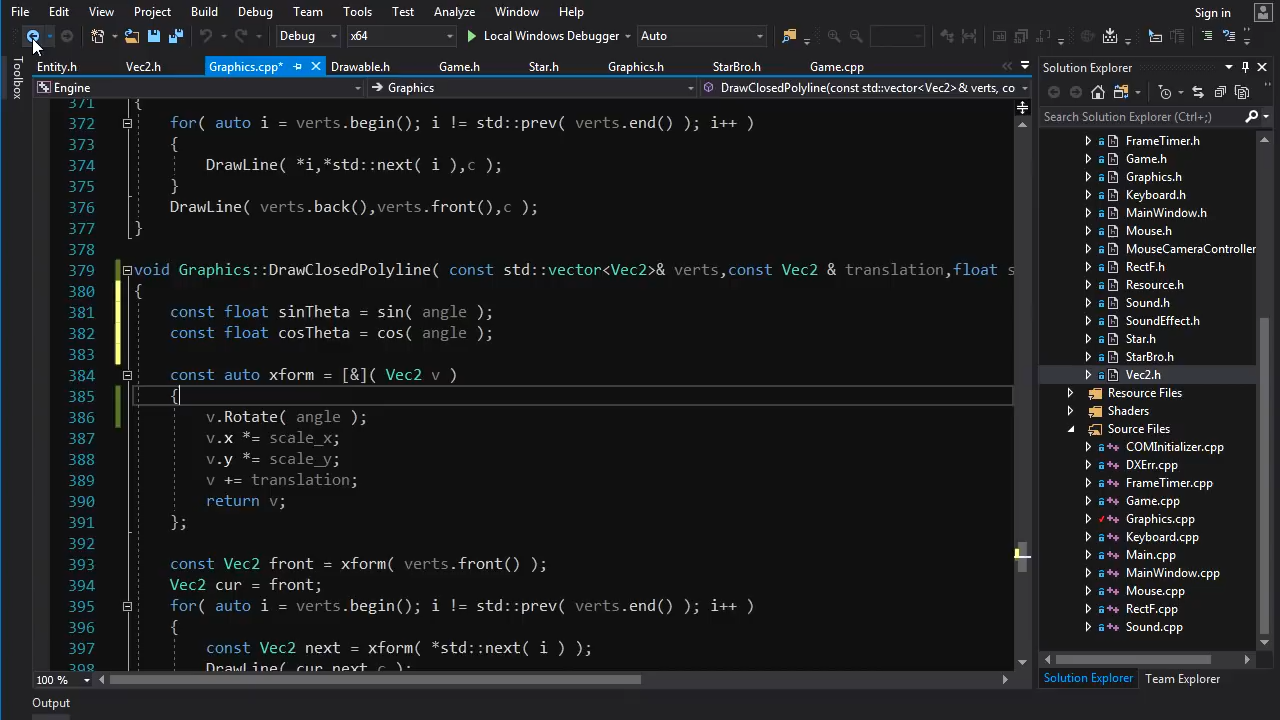 File Edit View Project Build Debug Team Tools Test Analyze Window Help Sign in
Debug x64 Local Windows Debugger Auto
Toolbox
Entity.h Vec2.h Graphics.cpp* Drawable.h Game.h Star.h Graphics.h StarBro.h Game.cpp
Engine Graphics DrawClosedPolyline(const std::vector<Vec2> & verts, co
371 {
372 for( auto i = verts.begin(); i != std::prev( verts.end() ); i++ )
373 {
374 DrawLine( *i,*std::next( i ),c );
375 }
376 DrawLine( verts.back(),verts.front(),c );
377 }
378
379 void Graphics::DrawClosedPolyline( const std::vector<Vec2>& verts,const Vec2 & translation,float s
380 {
381 const float sinTheta = sin( angle );
382 const float cosTheta = cos( angle );
383
384 const auto xform = [&]( Vec2 v )
385 {
386 v.Rotate( angle );
387 v.x *= scale_x;
388 v.y *= scale_y;
389 v += translation;
390 return v;
391 };
392
393 const Vec2 front = xform( verts.front() );
394 Vec2 cur = front;
395 for( auto i = verts.begin(); i != std::prev( verts.end() ); i++ )
396 {
397 const Vec2 next = xform( *std::next( i ) );
398 DrawLine( cur,next,c );
100 %
Output
Solution Explorer
Search Solution Explorer (Ctrl+;)
FrameTimer.h
Game.h
Graphics.h
Keyboard.h
MainWindow.h
Mouse.h
MouseCameraController
RectF.h
Resource.h
Sound.h
SoundEffect.h
Star.h
StarBro.h
Vec2.h
Resource Files
Shaders
Source Files
COMInitializer.cpp
DXErr.cpp
FrameTimer.cpp
Game.cpp
Graphics.cpp
Keyboard.cpp
Main.cpp
MainWindow.cpp
Mouse.cpp
RectF.cpp
Sound.cpp
Solution Explorer Team Explorer